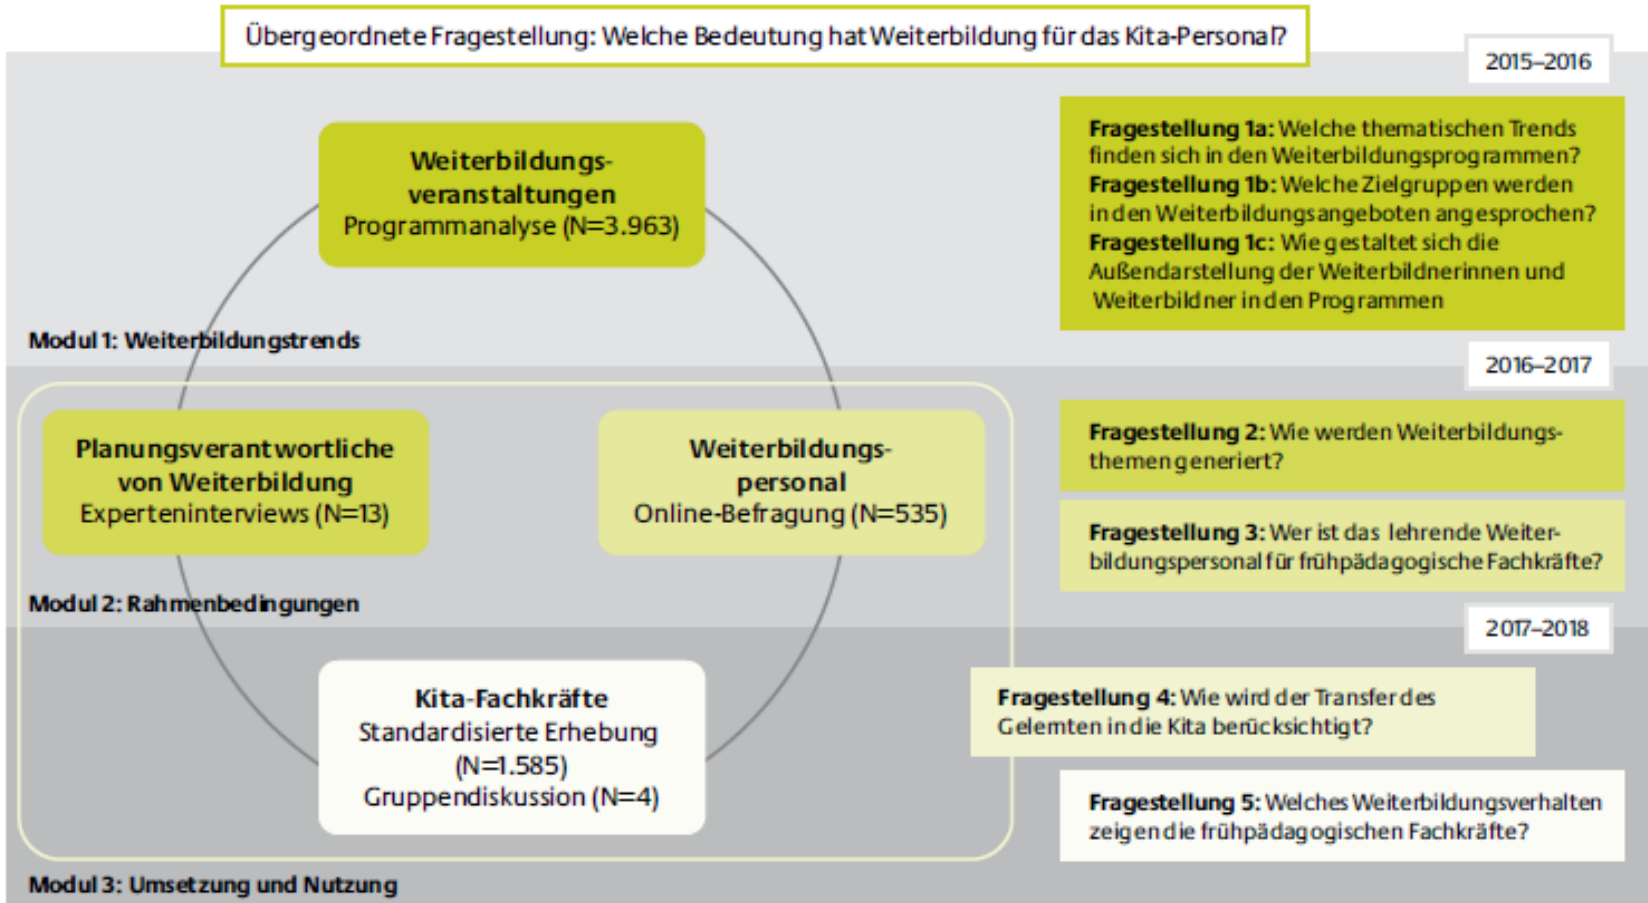 Übergeordnete Fragestellung: Welche Bedeutung hat Weiterbildung für das Kita-Personal?
2015–2016
Weiterbildungs-
veranstaltungen
Programmanalyse (N=3.963)
Fragestellung 1a: Welche thematischen Trends
finden sich in den Weiterbildungsprogrammen?
Fragestellung 1b: Welche Zielgruppen werden
in den Weiterbildungsangeboten angesprochen?
Fragestellung 1c: Wie gestaltet sich die
Außendarstellung der Weiterbildnerinnen und
Weiterbildner in den Programmen
Modul 1: Weiterbildungstrends
2016–2017
Planungsverantwortliche
von Weiterbildung
Experteninterviews (N=13)
Weiterbildungs-
personal
Online-Befragung (N=535)
Fragestellung 2: Wie werden Weiterbildungs-
themen generiert?
Fragestellung 3: Wer ist das lehrende Weiter-
bildungspersonal für frühpädagogische Fachkräfte?
Modul 2: Rahmenbedingungen
2017–2018
Kita-Fachkräfte
Standardisierte Erhebung
(N=1.585)
Gruppendiskussion (N=4)
Fragestellung 4: Wie wird der Transfer des
Gelernten in die Kita berücksichtigt?
Fragestellung 5: Welches Weiterbildungsverhalten
zeigen die frühpädagogischen Fachkräfte?
Modul 3: Umsetzung und Nutzung